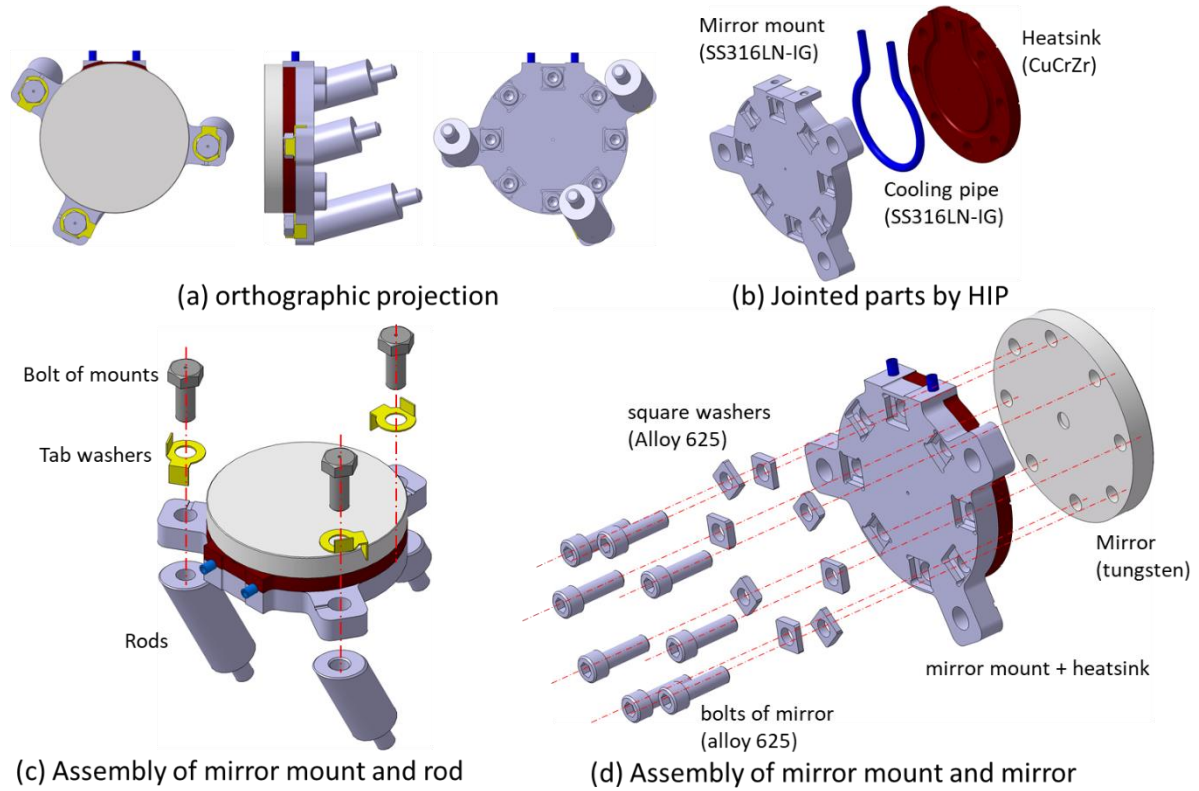 Mirror mount
(SS316LN-IG)
Heatsink
(CuCrZr)
Cooling pipe
(SS316LN-IG)
(a) orthographic projection
(b) Jointed parts by HIP
Bolt of mounts
Tab washers
Rods
(c) Assembly of mirror mount and rod
square washers
(Alloy 625)
Mirror
(tungsten)
mirror mount + heatsink
bolts of mirror
(alloy 625)
(d) Assembly of mirror mount and mirror